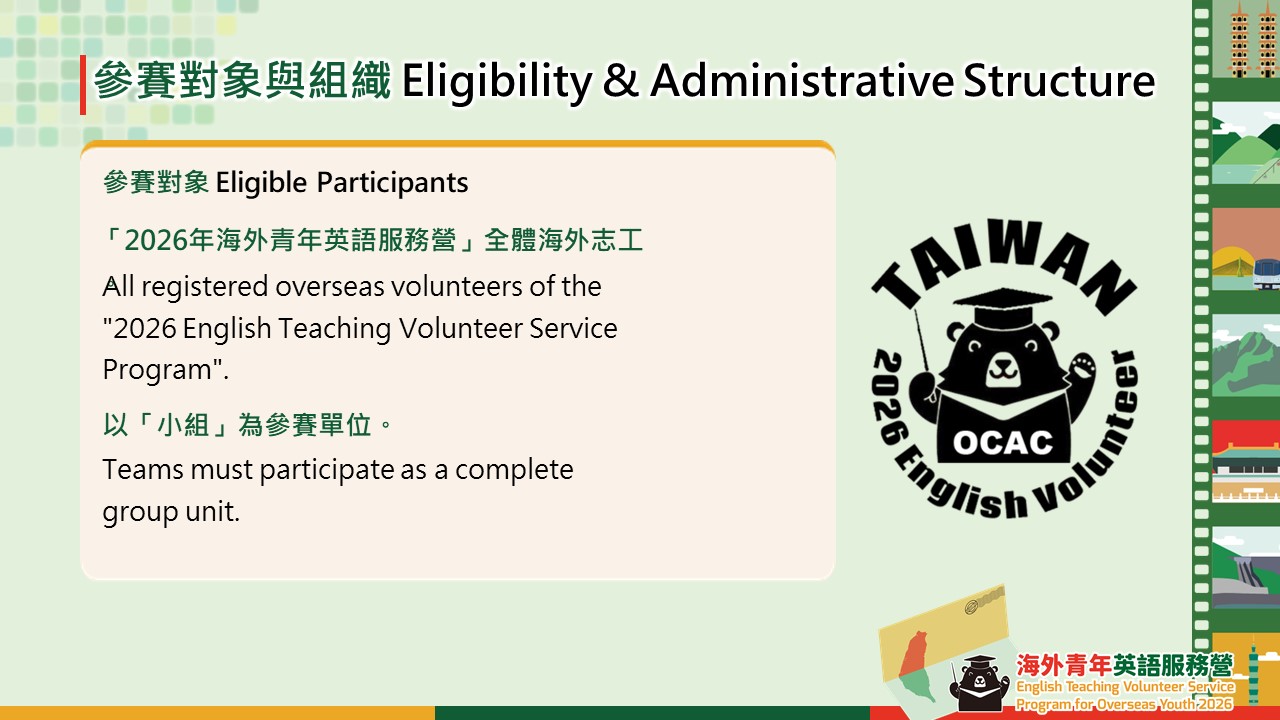 參賽對象與組織 Eligibility & Administrative Structure
參賽對象 Eligible Participants
「2026年海外青年英語服務營」全體海外志工
All registered overseas volunteers of the
"2026 English Teaching Volunteer Service
Program".
以「小組」為參賽單位。
Teams must participate as a complete
group unit.
TAIWAN
OCAC
2026 English Volunteer
海外青年英語服務營
English Teaching Volunteer Service
Program for Overseas Youth 2026